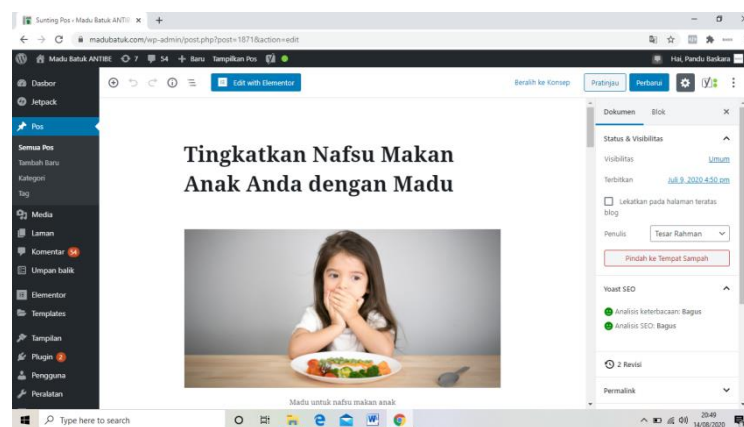 Sunting Pos ‹ Madu Batuk ANTI
madubatuk.com/wp-admin/post.php?post=1871&action=edit
Madu Batuk ANTIBE 7 54 Baru Tampilkan Pos Hai, Pandu Baskara
Dasbor
Jetpack
Pos
Semua Pos
Tambah Baru
Kategori
Tag
Media
Laman
Komentar 54
Umpan balik
Elementor
Templates
Tampilan
Plugin 2
Pengguna
Peralatan
Edit with Elementor
Beralih ke Konsep
Pratinjau
Perbarui
Tingkatkan Nafsu Makan
Anak Anda dengan Madu
Madu untuk nafsu makan anak
Dokumen Blok
Status & Visibilitas
Visibilitas Umum
Terbitkan Juli 9, 2020 4:50 pm
Lekatkan pada halaman teratas
blog
Penulis Tesar Rahman
Pindah ke Tempat Sampah
Yoast SEO
Analisis keterbacaan: Bagus
Analisis SEO: Bagus
2 Revisi
Permalink
Type here to search
20:49
14/08/2020